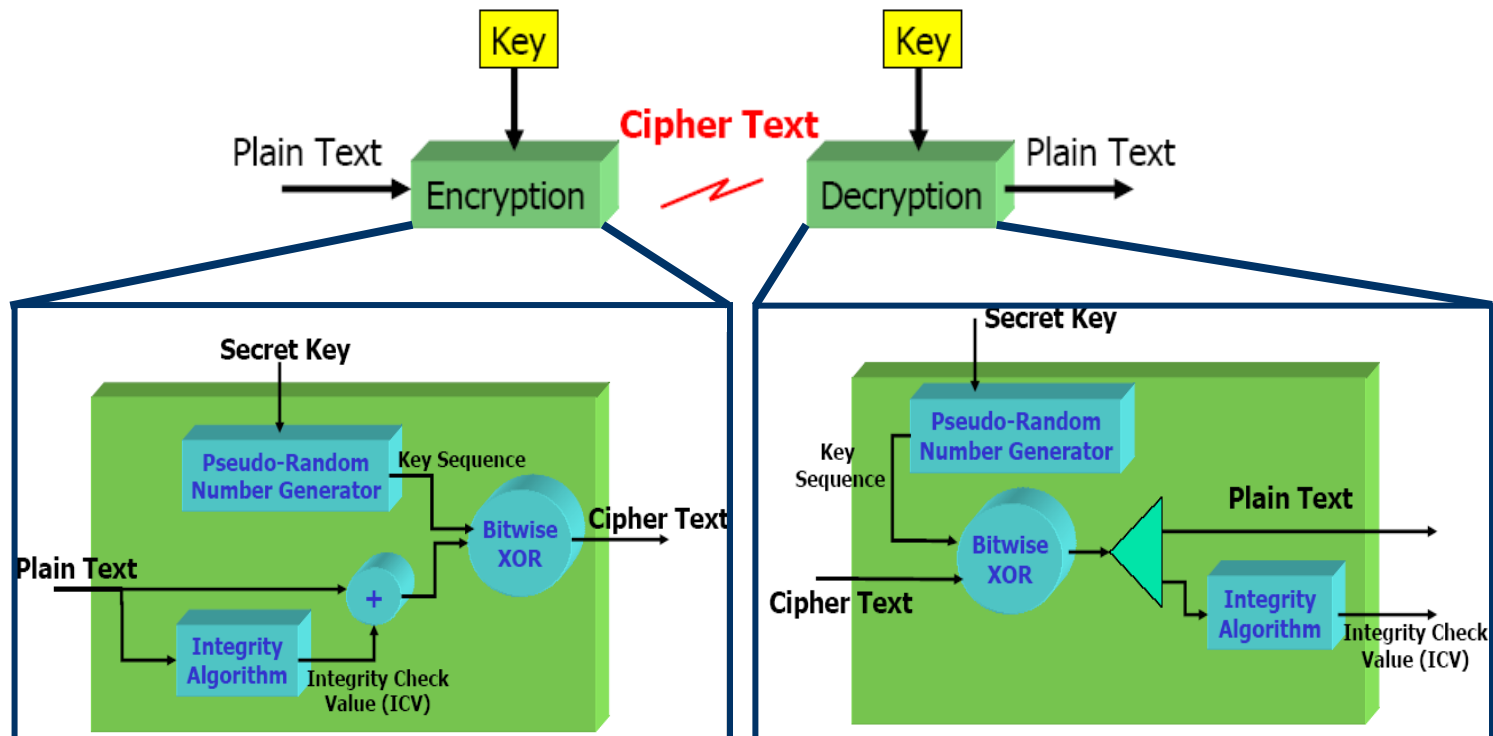 Key
Key
Cipher Text
Plain Text
Plain Text
Encryption
Decryption
Secret Key
Pseudo-Random
Number Generator
Key Sequence
Bitwise
XOR
Cipher Text
Plain Text
+
Integrity
Algorithm
Integrity Check
Value (ICV)
Secret Key
Pseudo-Random
Number Generator
Key
Sequence
Plain Text
Bitwise
XOR
Cipher Text
Integrity
Algorithm
Integrity Check
Value (ICV)